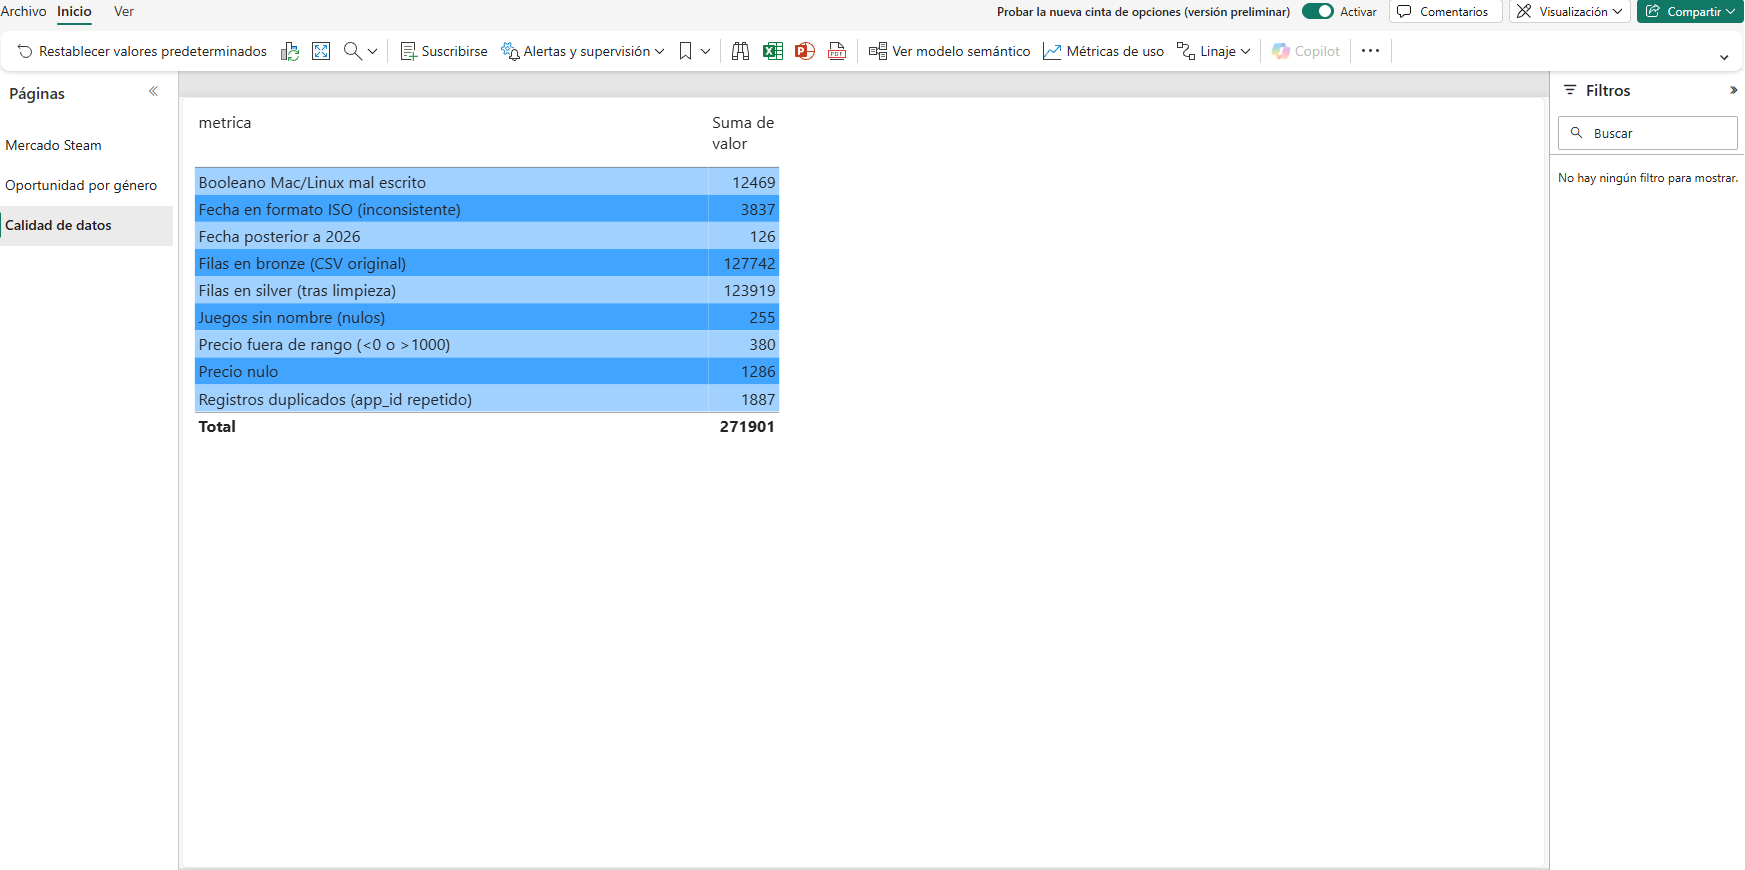 Archivo Inicio Ver Probar la nueva cinta de opciones (versión preliminar) Activar Comentarios Visualización Compartir
Restablecer valores predeterminados Suscribirse Alertas y supervisión Ver modelo semántico Métricas de uso Linaje Copilot
Páginas
Mercado Steam
Oportunidad por género
Calidad de datos
metrica Suma de
valor
Booleano Mac/Linux mal escrito 12469
Fecha en formato ISO (inconsistente) 3837
Fecha posterior a 2026 126
Filas en bronze (CSV original) 127742
Filas en silver (tras limpieza) 123919
Juegos sin nombre (nulos) 255
Precio fuera de rango (<0 o >1000) 380
Precio nulo 1286
Registros duplicados (app_id repetido) 1887
Total 271901
Filtros
Buscar
No hay ningún filtro para mostrar.